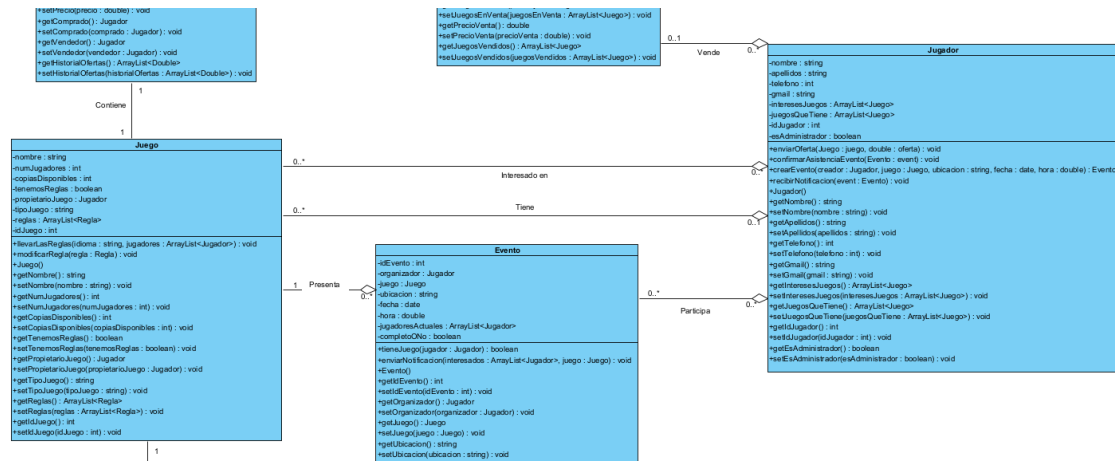 +setPrecio(precio : double) : void
+getComprado() : Jugador
+setComprado(comprado : Jugador) : void
+getVendedor() : Jugador
+setVendedor(vendedor : Jugador) : void
+getHistorialOfertas() : ArrayList<Double>
+setHistorialOfertas(historialOfertas : ArrayList<Double>) : void
1
Contiene
1
+setJuegosEnVenta(juegosEnVenta : ArrayList<Juego>) : void
+getPrecioVenta() : double
+setPrecioVenta(precioVenta : double) : void
+getJuegosVendidos() : ArrayList<Juego>
+setJuegosVendidos(juegosVendidos : ArrayList<Juego>) : void
0..1
Vende
0..*
Juego
-nombre : string
-numJugadores : int
-copiasDisponibles : int
-tenemosReglas : boolean
-propietarioJuego : Jugador
-tipoJuego : string
-reglas : ArrayList<Regla>
-idJuego : int
+llevarLasReglas(idioma : string, jugadores : ArrayList<Jugador>) : void
+modificarRegla(regla : Regla) : void
+Juego()
+getNombre() : string
+setNombre(nombre : string) : void
+getNumJugadores() : int
+setNumJugadores(numJugadores : int) : void
+getCopiasDisponibles() : int
+setCopiasDisponibles(copiasDisponibles : int) : void
+getTenemosReglas() : boolean
+setTenemosReglas(tenemosReglas : boolean) : void
+getPropietarioJuego() : Jugador
+setPropietarioJuego(propietarioJuego : Jugador) : void
+getTipoJuego() : string
+setTipoJuego(tipoJuego : string) : void
+getReglas() : ArrayList<Regla>
+setReglas(reglas : ArrayList<Regla>) : void
+getIdJuego() : int
+setIdJuego(idJuego : int) : void
1
0..*
Interesado en
0..*
0..*
Tiene
0..1
1
Presenta
0..*
Evento
-idEvento : int
-organizador : Jugador
-juego : Juego
-ubicacion : string
-fecha : date
-hora : double
-jugadoresActuales : ArrayList<Jugador>
-completoONo : boolean
+tieneJuego(jugador : Jugador) : boolean
+enviarNotificacion(interesados : ArrayList<Jugador>, juego : Juego) : void
+Evento()
+getIdEvento() : int
+setIdEvento(idEvento : int) : void
+getOrganizador() : Jugador
+setOrganizador(organizador : Jugador) : void
+getJuego() : Juego
+setJuego(juego : Juego) : void
+getUbicacion() : string
+setUbicacion(ubicacion : string) : void
0..*
Participa
0..*
Jugador
-nombre : string
-apellidos : string
-telefono : int
-gmail : string
-interesesJuegos : ArrayList<Juego>
-juegosQueTiene : ArrayList<Juego>
-idJugador : int
-esAdministrador : boolean
+enviarOferta(Juego : juego, double : oferta) : void
+confirmarAsistenciaEvento(Evento : event) : void
+crearEvento(creador : Jugador, juego : Juego, ubicacion : string, fecha : date, hora : double) : Evento
+recibirNotificacion(event : Evento) : void
+Jugador()
+getNombre() : string
+setNombre(nombre : string) : void
+getApellidos() : string
+setApellidos(apellidos : string) : void
+getTelefono() : int
+setTelefono(telefono : int) : void
+getGmail() : string
+setGmail(gmail : string) : void
+getInteresesJuegos() : ArrayList<Juego>
+setInteresesJuegos(interesesJuegos : ArrayList<Juego>) : void
+getJuegosQueTiene() : ArrayList<Juego>
+setJuegosQueTiene(juegosQueTiene : ArrayList<Juego>) : void
+getIdJugador() : int
+setIdJugador(idJugador : int) : void
+getEsAdministrador() : boolean
+setEsAdministrador(esAdministrador : boolean) : void